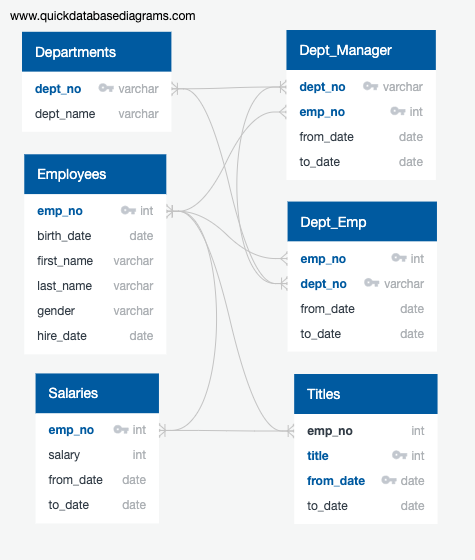 www.quickdatabasediagrams.com
Departments
dept_no varchar
dept_name varchar
Dept_Manager
dept_no varchar
emp_no int
from_date date
to_date date
Employees
emp_no int
birth_date date
first_name varchar
last_name varchar
gender varchar
hire_date date
Dept_Emp
emp_no int
dept_no varchar
from_date date
to_date date
Salaries
emp_no int
salary int
from_date date
to_date date
Titles
emp_no int
title int
from_date date
to_date date